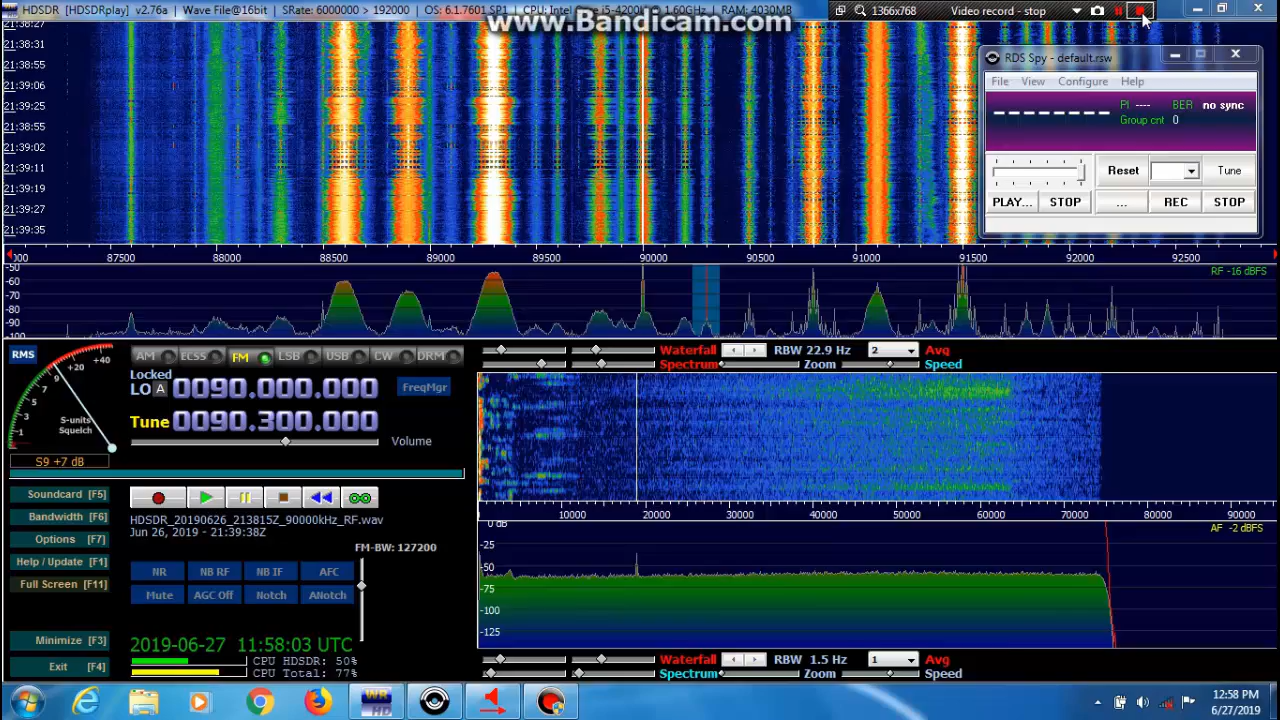 HDSDR [HDSDRplay] v2.76a | Wave File@16bit | SRate: 6000000 > 192000 | OS: 6.1.7601 SP1 | CPU: Intel Core i5-4200U @ 1.60GHz | RAM: 4030MB
www.Bandicam.com
1366x768 Video record - stop
21:38:31
21:38:55
21:39:06
21:39:25
21:38:55
21:39:02
21:39:11
21:39:19
21:39:27
21:39:35
RDS Spy - default.rsw
File View Configure Help
PI ---- BER no sync
Group cnt 0
Reset Tune
PLAY... STOP ... REC STOP
87500 88000 88500 89000 89500 90000 90500 91000 91500 92000 92500
-50
-60
-70
-80
-90
-100
RF -16 dBFS
RMS
+40
+20
9
7
5
3
1
S-units
Squelch
S9 +7 dB
AM ECSS FM LSB USB CW DRM
Locked
LO A 0090.000.000
FreqMgr
Tune 0090.300.000
Volume
Waterfall RBW 22.9 Hz 2 Avg
Spectrum Zoom Speed
Soundcard [F5]
Bandwidth [F6]
Options [F7]
Help / Update [F1]
Full Screen [F11]
Minimize [F3]
Exit [F4]
HDSDR_20190626_213815Z_90000kHz_RF.wav
Jun 26, 2019 - 21:39:38Z
FM-BW: 127200
NR NB RF NB IF AFC
Mute AGC Off Notch ANotch
2019-06-27 11:58:03 UTC
CPU HDSDR: 50%
CPU Total: 77%
10000 20000 30000 40000 50000 60000 70000 80000 90000
0 dB
-25
-50
-75
-100
-125
AF -2 dBFS
Waterfall RBW 1.5 Hz 1 Avg
Spectrum Zoom Speed
WR
HD
12:58 PM
6/27/2019